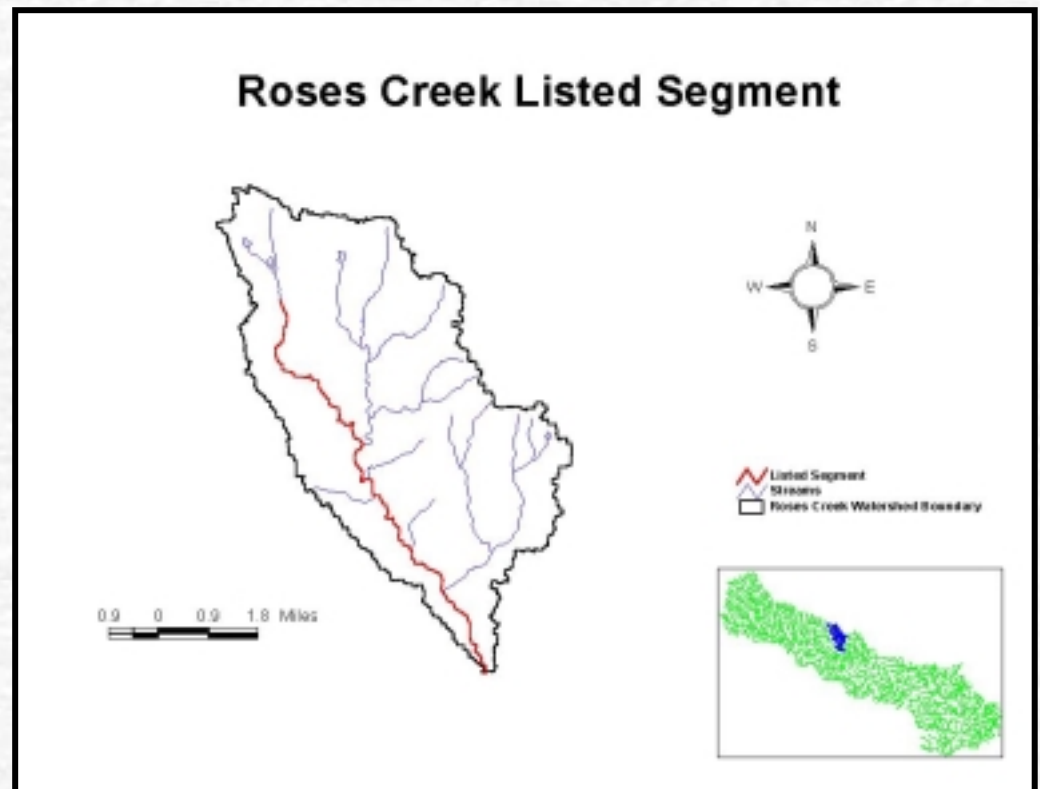 Roses Creek Listed Segment
N
W E
S
Listed Segment
Streams
Roses Creek Watershed Boundary
0.9 0 0.9 1.8 Miles